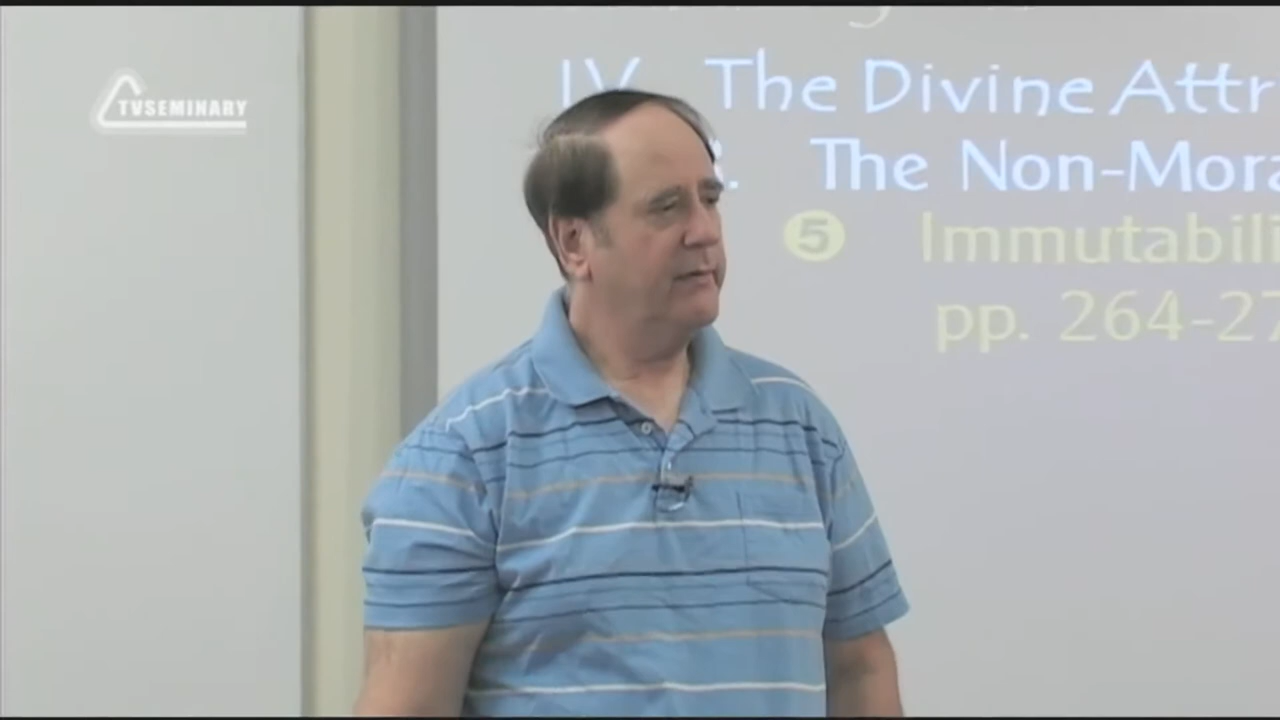 TVSEMINARY
IV. The Divine Attr
. The Non-Mora
5 Immutabili
pp. 264-27